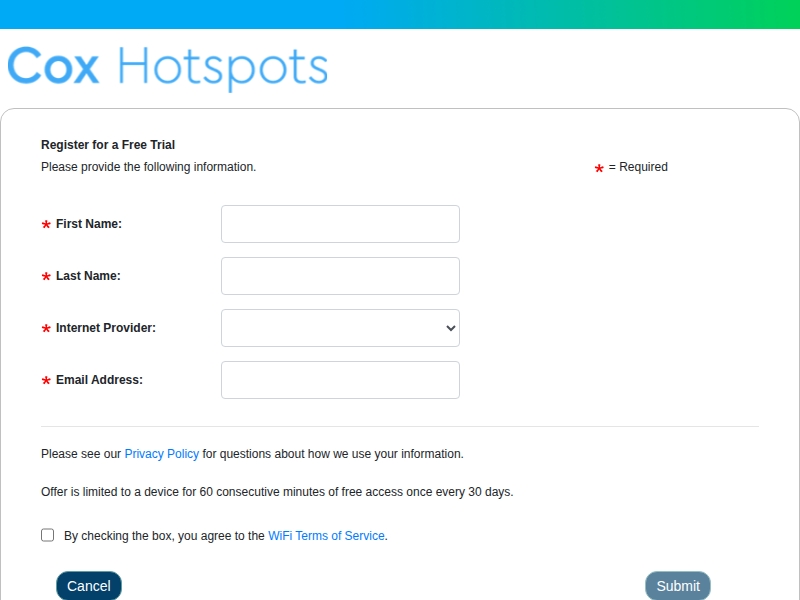 Cox Hotspots
Register for a Free Trial
Please provide the following information.
* = Required
* First Name:
* Last Name:
* Internet Provider:
* Email Address:
Please see our Privacy Policy for questions about how we use your information.
Offer is limited to a device for 60 consecutive minutes of free access once every 30 days.
By checking the box, you agree to the WiFi Terms of Service.
Cancel
Submit